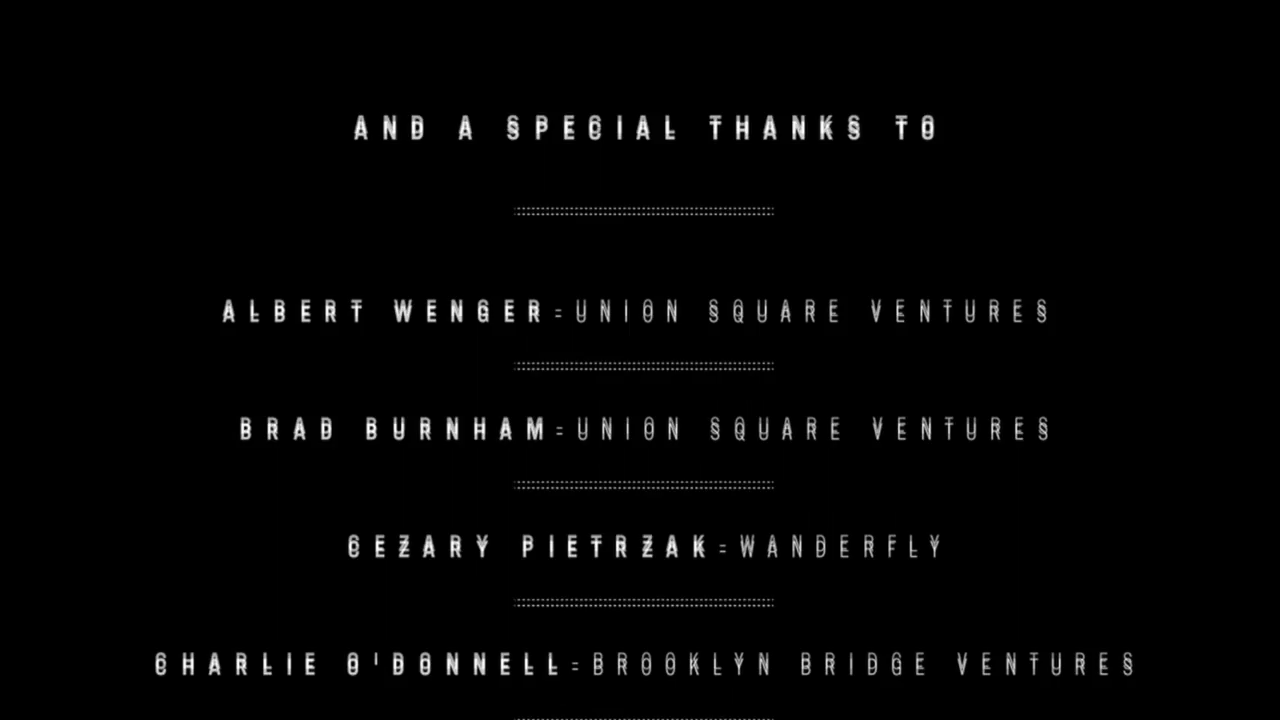 AND A SPECIAL THANKS TO
ALBERT WENGER-UNION SQUARE VENTURES
BRAD BURNHAM-UNION SQUARE VENTURES
CEZARY PIETRZAK-WANDERFLY
CHARLIE O'DONNELL-BROOKLYN BRIDGE VENTURES